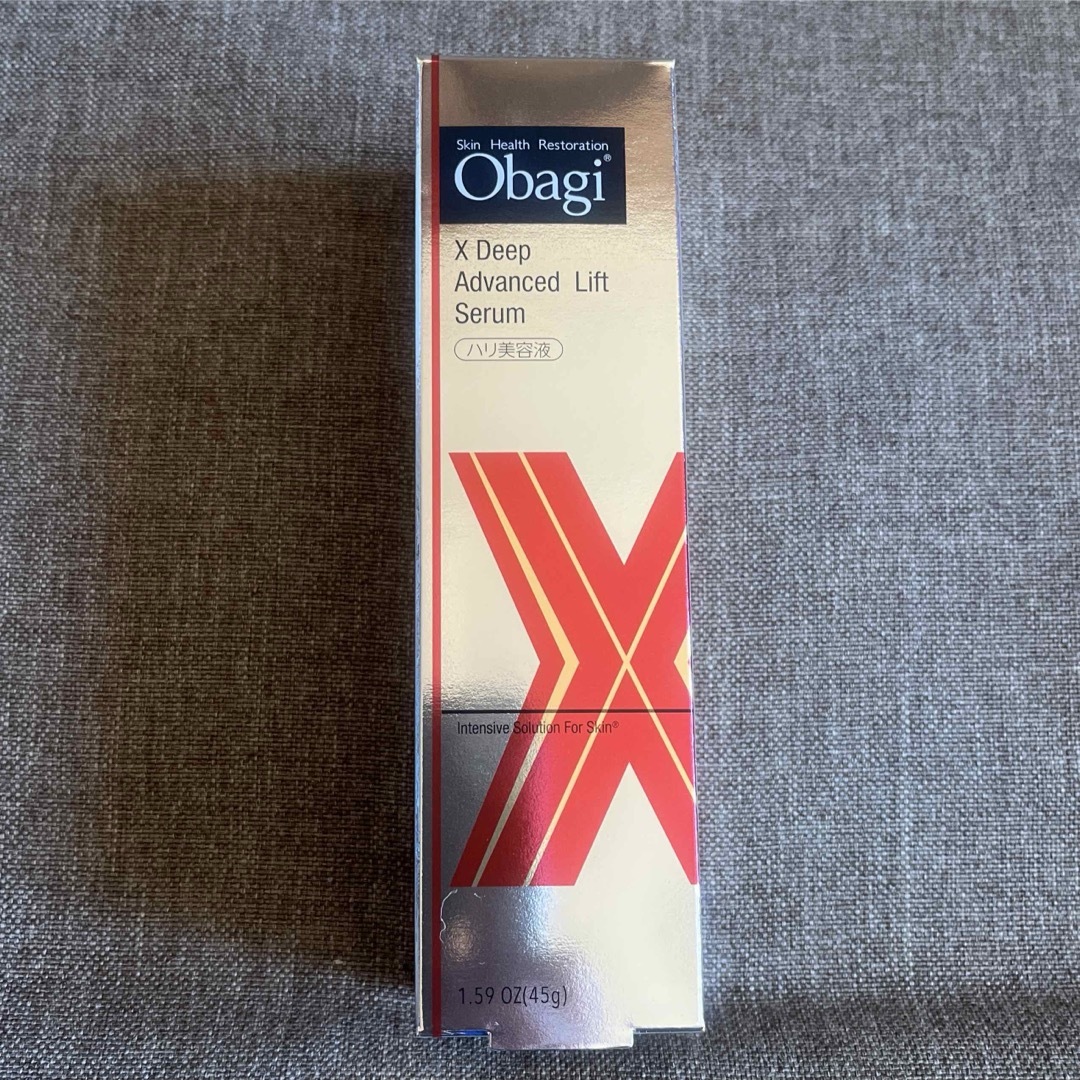 Skin Health Restoration
Obagi®
X Deep
Advanced Lift
Serum
ハリ美容液
X
Intensive Solution For Skin®
1.59 OZ(45g)